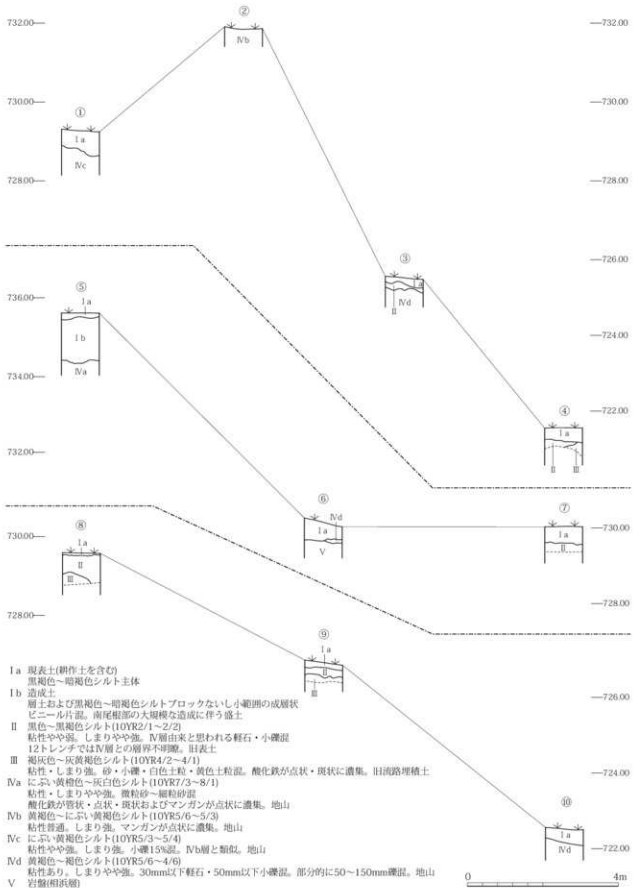 732.00
②
732.00
Ⅳb
730.00
730.00
①
Ⅰa
Ⅳc
728.00
728.00
③
726.00
Ⅰa
Ⅳd
Ⅱ
⑤
736.00
Ⅰa
724.00
Ⅰb
Ⅳa
734.00
④
722.00
Ⅰa
Ⅱ
Ⅲ
732.00
⑥
⑦
Ⅳd
Ⅰa
Ⅴ
Ⅰa
Ⅱ
730.00
⑧
730.00
Ⅰa
Ⅱ
Ⅲ
728.00
728.00
⑨
Ⅰa
Ⅱ
Ⅲ
726.00
724.00
⑩
Ⅰa
Ⅳd
722.00
Ⅰa 現表土(耕作土を含む)
黒褐色～暗褐色シルト主体
Ⅰb 造成土
層土および黒褐色～暗褐色シルトブロックないし小範囲の成層状
ビニール片混。南尾根部の大規模な造成に伴う盛土
Ⅱ 黒色～黒褐色シルト(10YR2/1～2/2)
粘性やや弱。しまりやや強。Ⅳ層由来と思われる軽石・小礫混
12トレンチではⅣ層との層界不明瞭。旧表土
Ⅲ 褐灰色～灰黄褐色シルト(10YR4/2～4/1)
粘性・しまり強。砂・小礫・白色土粒・黄色土粒混。酸化鉄が点状・斑状に濃集。旧流路埋積土
Ⅳa にぶい黄橙色～灰白色シルト(10YR7/3～8/1)
粘性・しまりやや強。微粒砂～細粒砂混
酸化鉄が管状・点状・斑状およびマンガンが点状に濃集。地山
Ⅳb 黄褐色～にぶい黄褐色シルト(10YR5/6～5/3)
粘性普通。しまり強。マンガンが点状に濃集。地山
Ⅳc にぶい黄褐色シルト(10YR5/3～5/4)
粘性やや強。しまり強。小礫15%混。Ⅳb層と類似。地山
Ⅳd 黄褐色～褐色シルト(10YR5/6～4/6)
粘性あり。しまりやや強。30mm以下軽石・50mm以下小礫混。部分的に50～150mm礫混。地山
Ⅴ 岩盤(相浜層)
0 4m